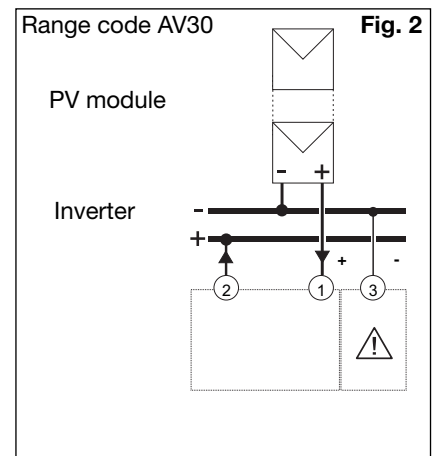 Range code AV30 Fig. 2
PV module
- +
Inverter -
+
+ -
2 1 3
!